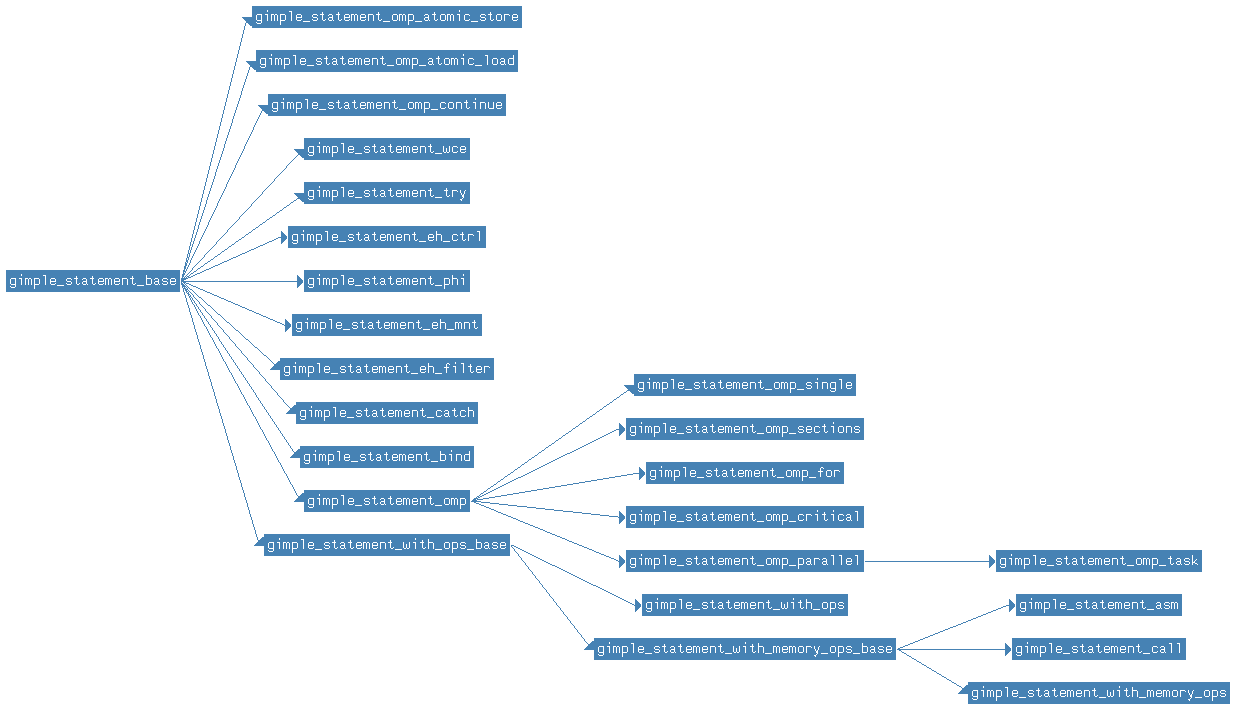 gimple_statement_omp_atomic_store
gimple_statement_omp_atomic_load
gimple_statement_omp_continue
gimple_statement_wce
gimple_statement_try
gimple_statement_eh_ctrl
gimple_statement_base
gimple_statement_phi
gimple_statement_eh_mnt
gimple_statement_eh_filter
gimple_statement_omp_single
gimple_statement_catch
gimple_statement_omp_sections
gimple_statement_bind
gimple_statement_omp_for
gimple_statement_omp
gimple_statement_omp_critical
gimple_statement_with_ops_base
gimple_statement_omp_parallel
gimple_statement_omp_task
gimple_statement_with_ops
gimple_statement_asm
gimple_statement_with_memory_ops_base
gimple_statement_call
gimple_statement_with_memory_ops